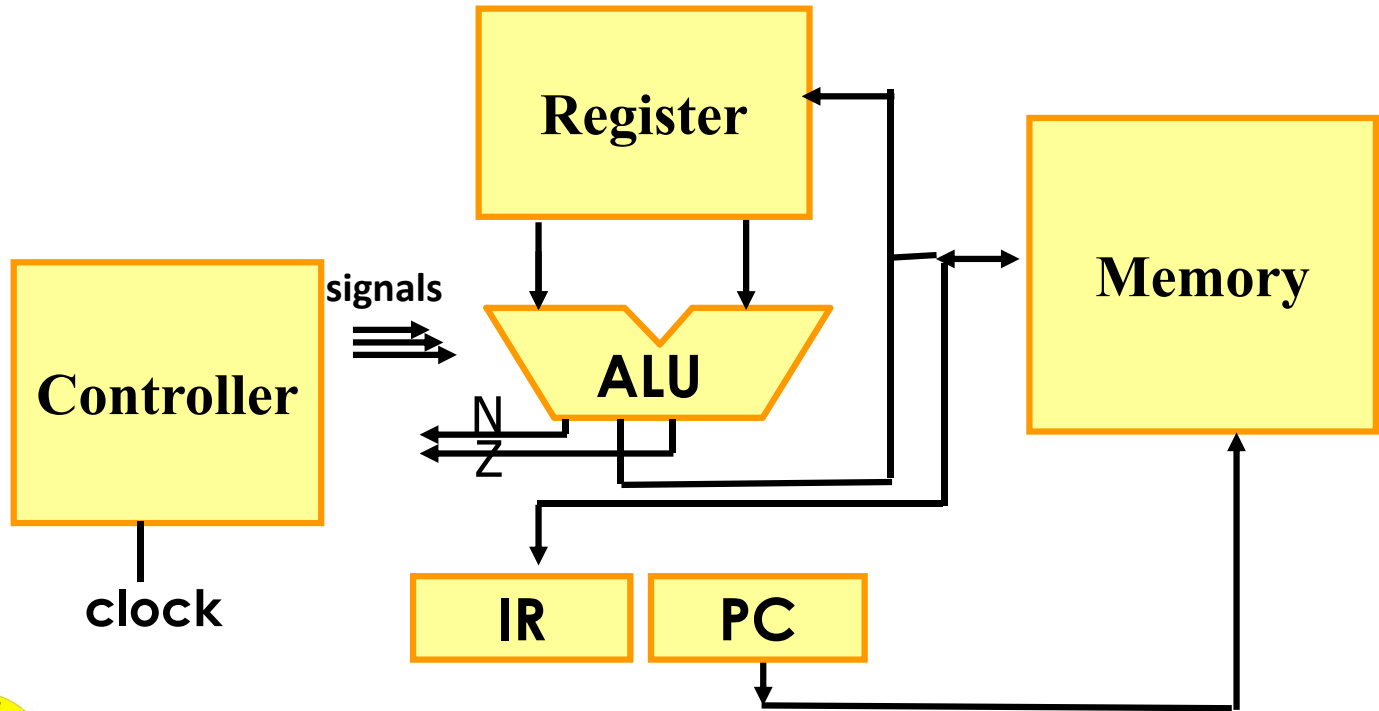 Register
Memory
signals
Controller
ALU
N
Z
clock
IR
PC